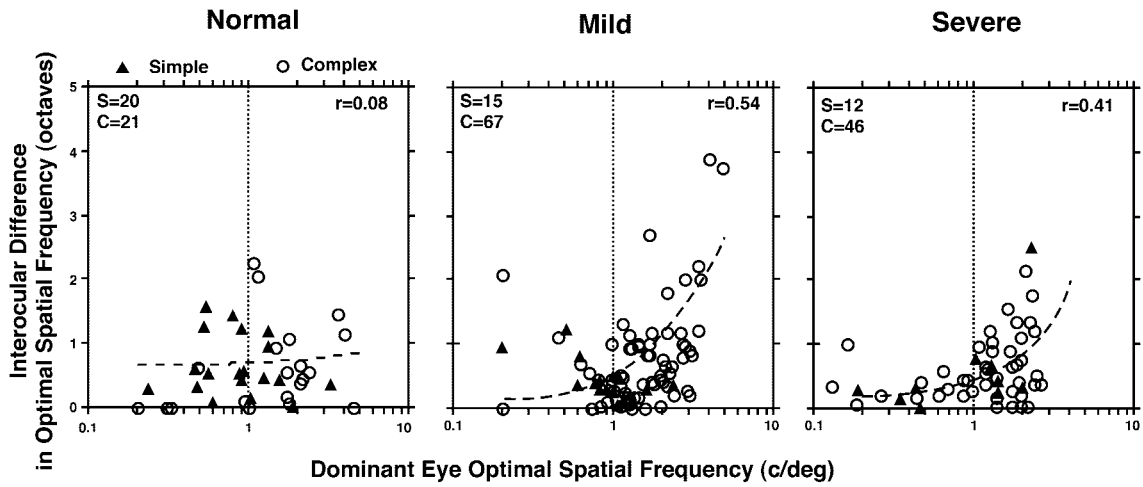 Normal
Mild
Severe
Simple
Complex
Interocular Difference
in Optimal Spatial Frequency (octaves)
5
4
3
2
1
0
S=20
C=21
r=0.08
0.1
1
10
S=15
C=67
r=0.54
0.1
1
10
S=12
C=46
r=0.41
0.1
1
10
Dominant Eye Optimal Spatial Frequency (c/deg)